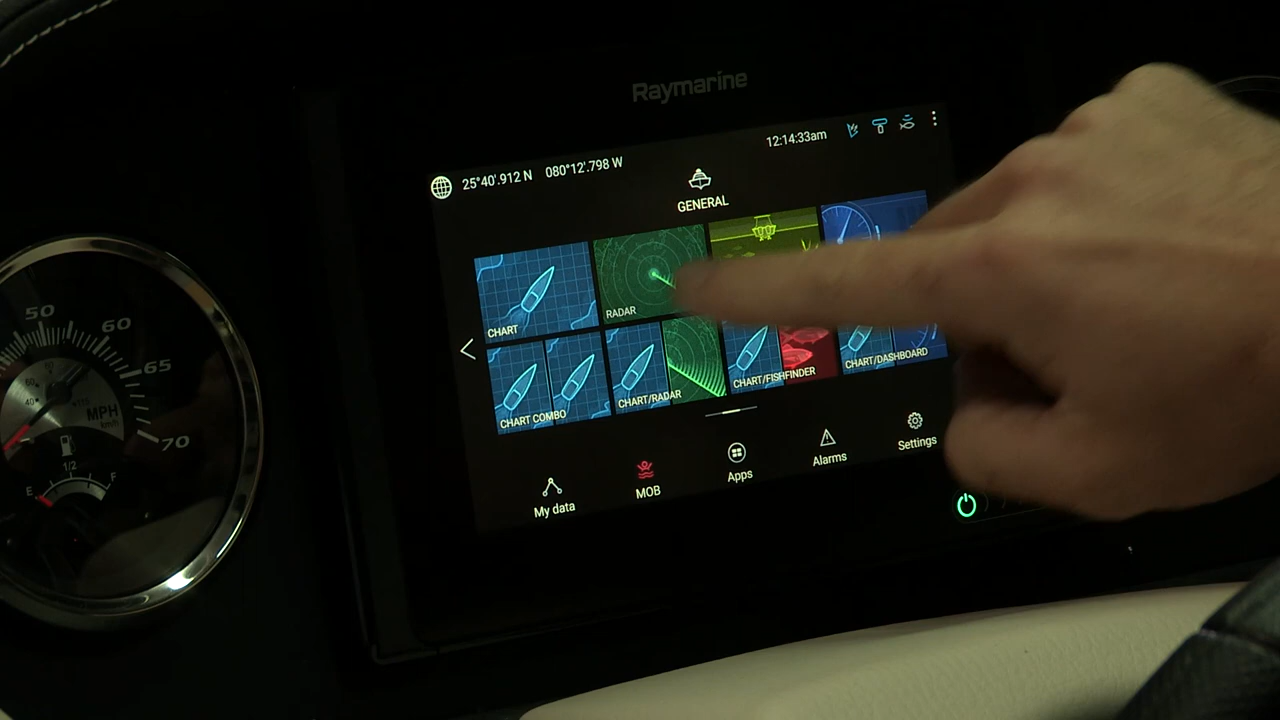 Raymarine
25°40'.912 N 080°12'.798 W
12:14:33am
GENERAL
CHART
RADAR
CHART COMBO
CHART/RADAR
CHART/FISHFINDER
CHART/DASHBOARD
My data
MOB
Apps
Alarms
Settings
50
60
65
70
MPH
km/h
1/2
E
F